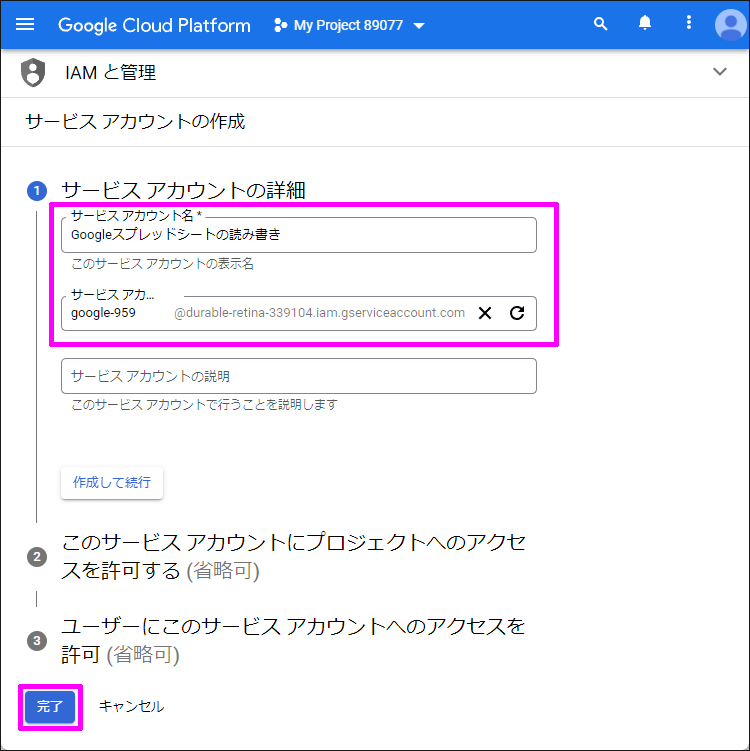 Google Cloud Platform My Project 89077
IAM と管理
サービス アカウントの作成
1 サービス アカウントの詳細
サービス アカウント名 *
Googleスプレッドシートの読み書き
このサービス アカウントの表示名
サービス アカ...
google-959 @durable-retina-339104.iam.gserviceaccount.com
サービス アカウントの説明
このサービス アカウントで行うことを説明します
作成して続行
2 このサービス アカウントにプロジェクトへのアクセ
スを許可する (省略可)
3 ユーザーにこのサービス アカウントへのアクセスを
許可 (省略可)
完了 キャンセル